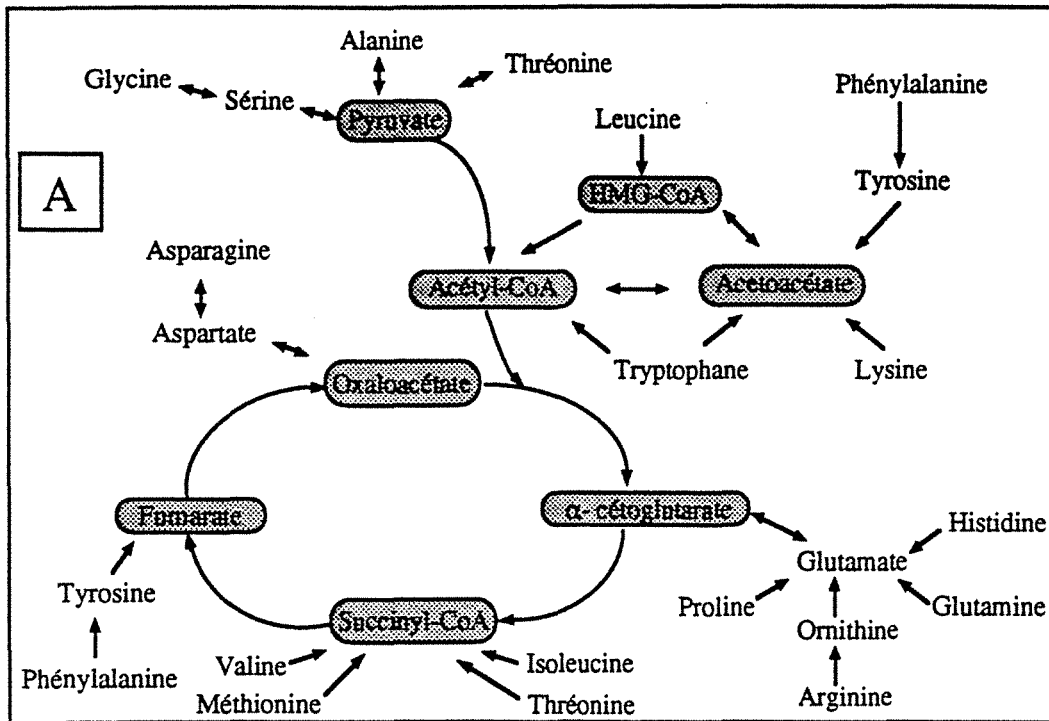 Alanine
Glycine
Thréonine
Sérine
Phénylalanine
Pyruvate
Leucine
A
HMG-CoA
Tyrosine
Asparagine
Acétyl-CoA
Acétoacétate
Aspartate
Tryptophane
Lysine
Oxaloacétate
Fumarate
α- cétoglutarate
Histidine
Glutamate
Tyrosine
Proline
Glutamine
Succinyl-CoA
Ornithine
Valine
Isoleucine
Phénylalanine
Méthionine
Thréonine
Arginine